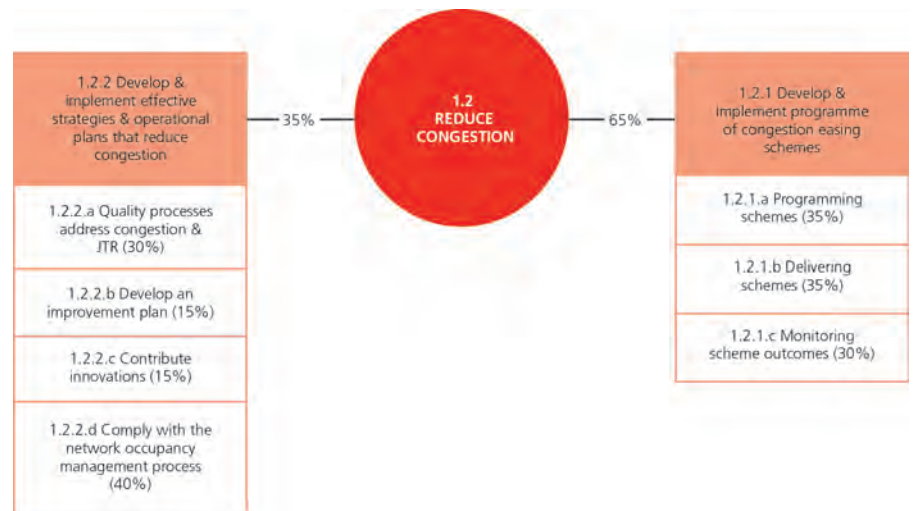 1.2.2 Develop &
implement effective
strategies & operational
plans that reduce
congestion
1.2.2.a Quality processes
address congestion &
JTR (30%)
1.2.2.b Develop an
improvement plan (15%)
1.2.2.c Contribute
innovations (15%)
1.2.2.d Comply with the
network occupancy
management process
(40%)
35%
1.2
REDUCE
CONGESTION
65%
1.2.1 Develop &
implement programme
of congestion easing
schemes
1.2.1.a Programming
schemes (35%)
1.2.1.b Delivering
schemes (35%)
1.2.1.c Monitoring
scheme outcomes (30%)